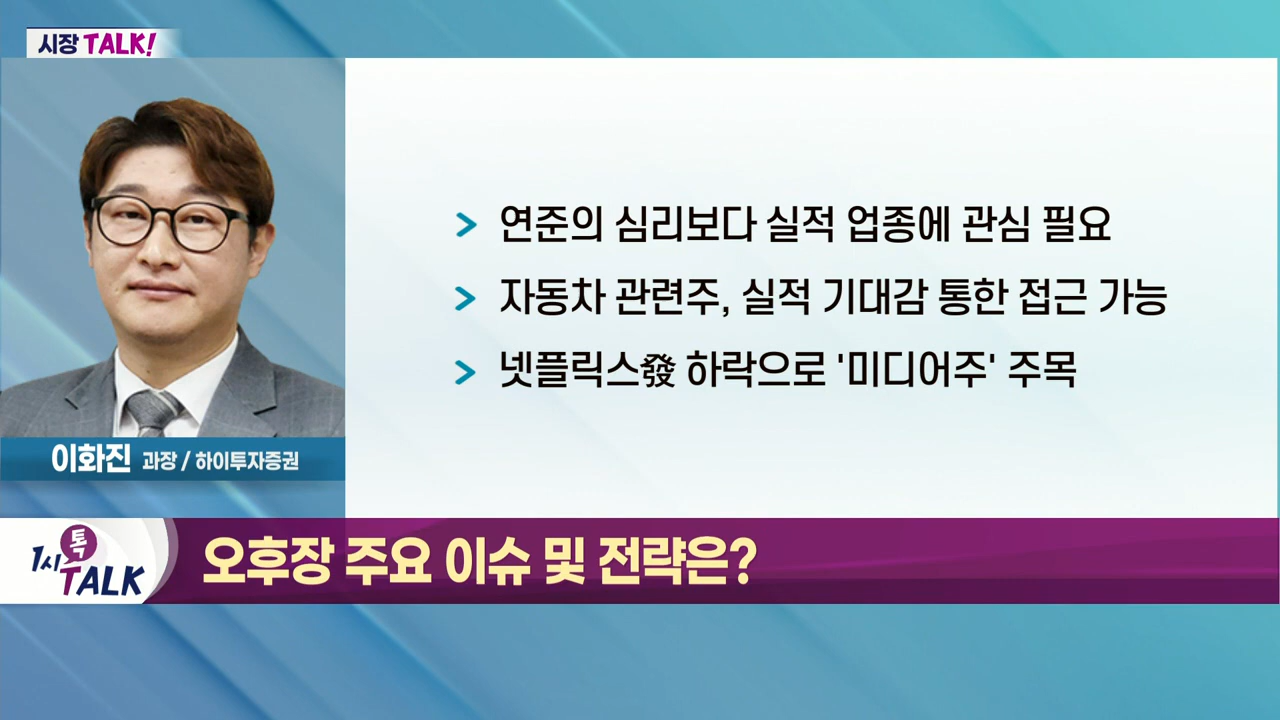 시장 TALK!
연준의 심리보다 실적 업종에 관심 필요
자동차 관련주, 실적 기대감 통한 접근 가능
넷플릭스發 하락으로 '미디어주' 주목
이화진 과장 / 하이투자증권
1시 톡 TALK
오후장 주요 이슈 및 전략은?